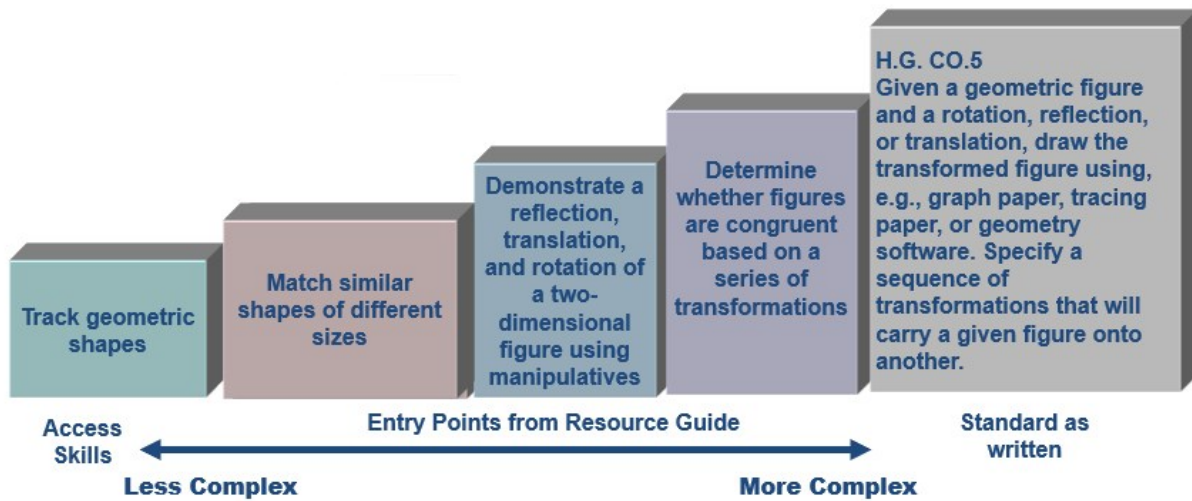 Track geometric
shapes
Match similar
shapes of different
sizes
Demonstrate a
reflection,
translation,
and rotation of
a two-
dimensional
figure using
manipulatives
Determine
whether figures
are congruent
based on a
series of
transformations
H.G. CO.5
Given a geometric figure
and a rotation, reflection,
or translation, draw the
transformed figure using,
e.g., graph paper, tracing
paper, or geometry
software. Specify a
sequence of
transformations that will
carry a given figure onto
another.
Access
Skills
Entry Points from Resource Guide
Standard as
written
Less Complex
More Complex